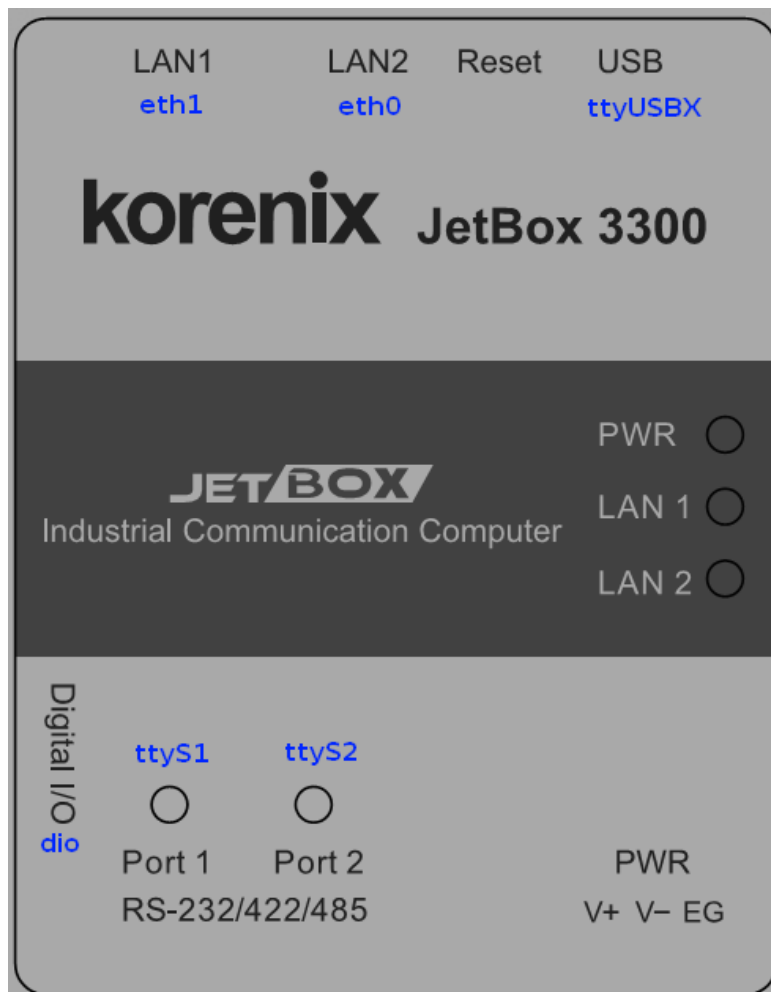 LAN1 LAN2 Reset USB
eth1 eth0 ttyUSBX
korenix JetBox 3300
PWR
LAN 1
LAN 2
JETBOX
Industrial Communication Computer
Digital I/O
dio
ttyS1 ttyS2
Port 1 Port 2
RS-232/422/485
PWR
V+ V− EG